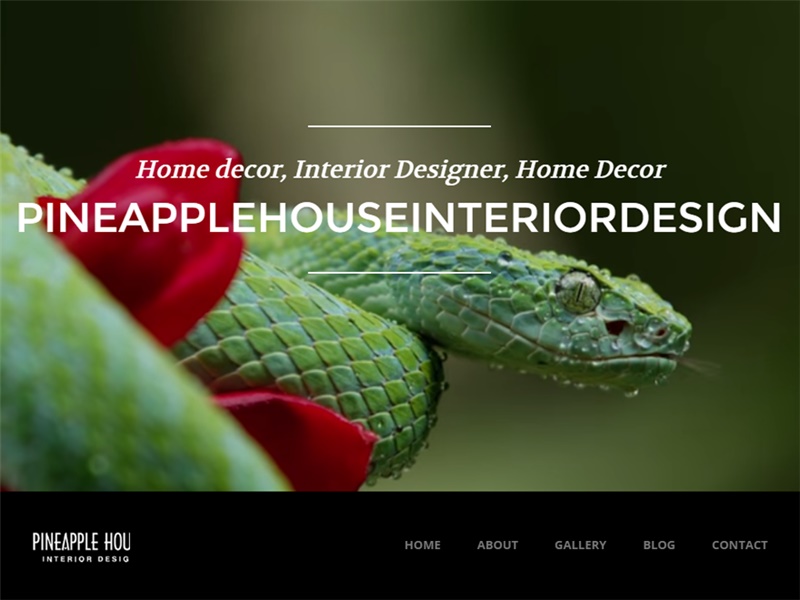 Home decor, Interior Designer, Home Decor
PINEAPPLEHOUSEINTERIORDESIGN
PINEAPPLE HOU
INTERIOR DESIG
HOME ABOUT GALLERY BLOG CONTACT